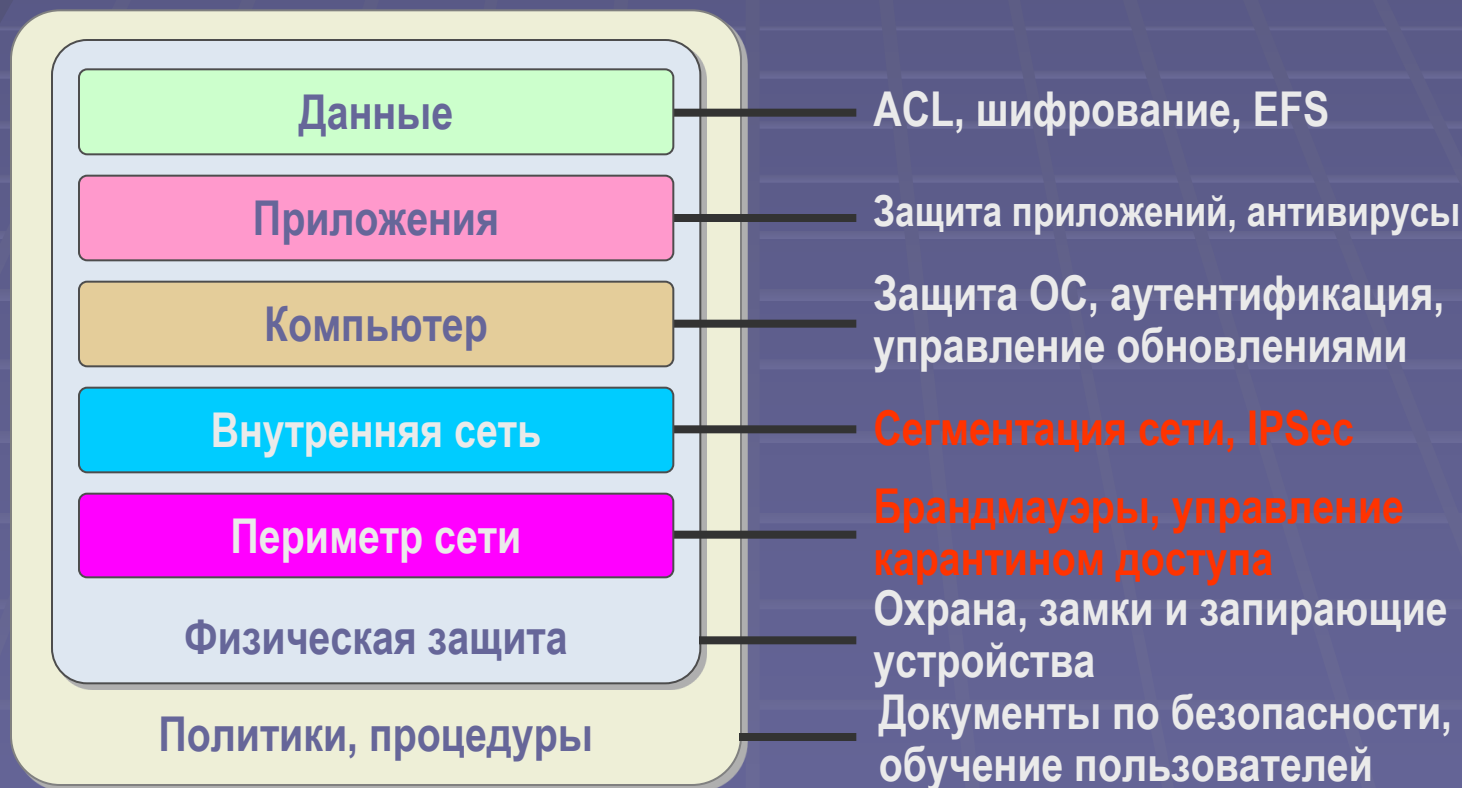 Данные
ACL, шифрование, EFS
Приложения
Защита приложений, антивирусы
Компьютер
Защита ОС, аутентификация,
управление обновлениями
Внутренняя сеть
Сегментация сети, IPSec
Периметр сети
Брандмауэры, управление
карантином доступа
Физическая защита
Охрана, замки и запирающие
устройства
Политики, процедуры
Документы по безопасности,
обучение пользователей